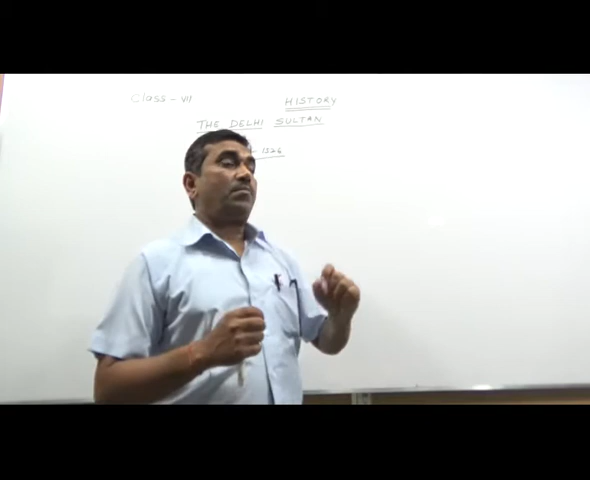 Class - VII HISTORY
THE DELHI SULTAN
- 1526